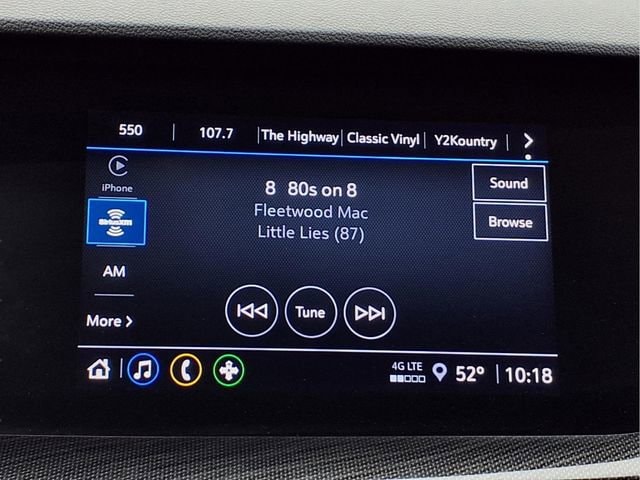 550 107.7 The Highway Classic Vinyl Y2Kountry
iPhone
8 80s on 8
Sound
Fleetwood Mac
SiriusXM
Browse
Little Lies (87)
AM
Tune
More
4G LTE
52° 10:18